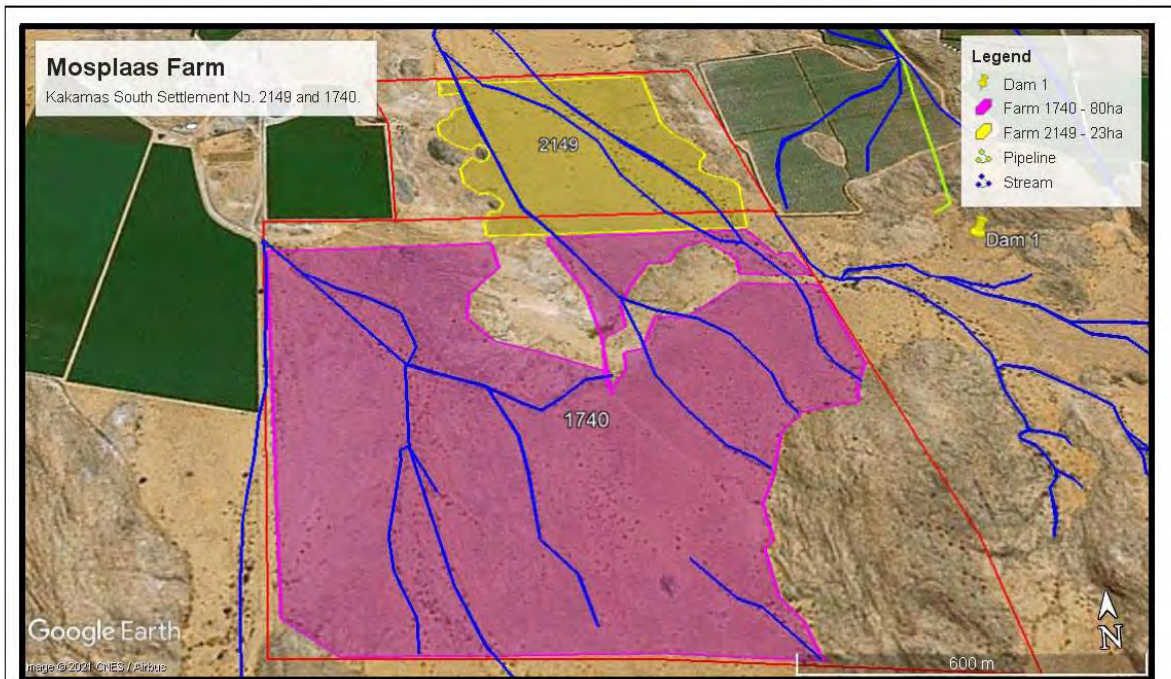 Mosplaas Farm
Kakamas South Settlement No. 2149 and 1740.
Legend
Dam 1
Farm 1740 - 80ha
Farm 2149 - 23ha
Pipeline
Stream
2149
Dam 1
1740
N
Google Earth
Image © 2021 CNES / Airbus
600 m